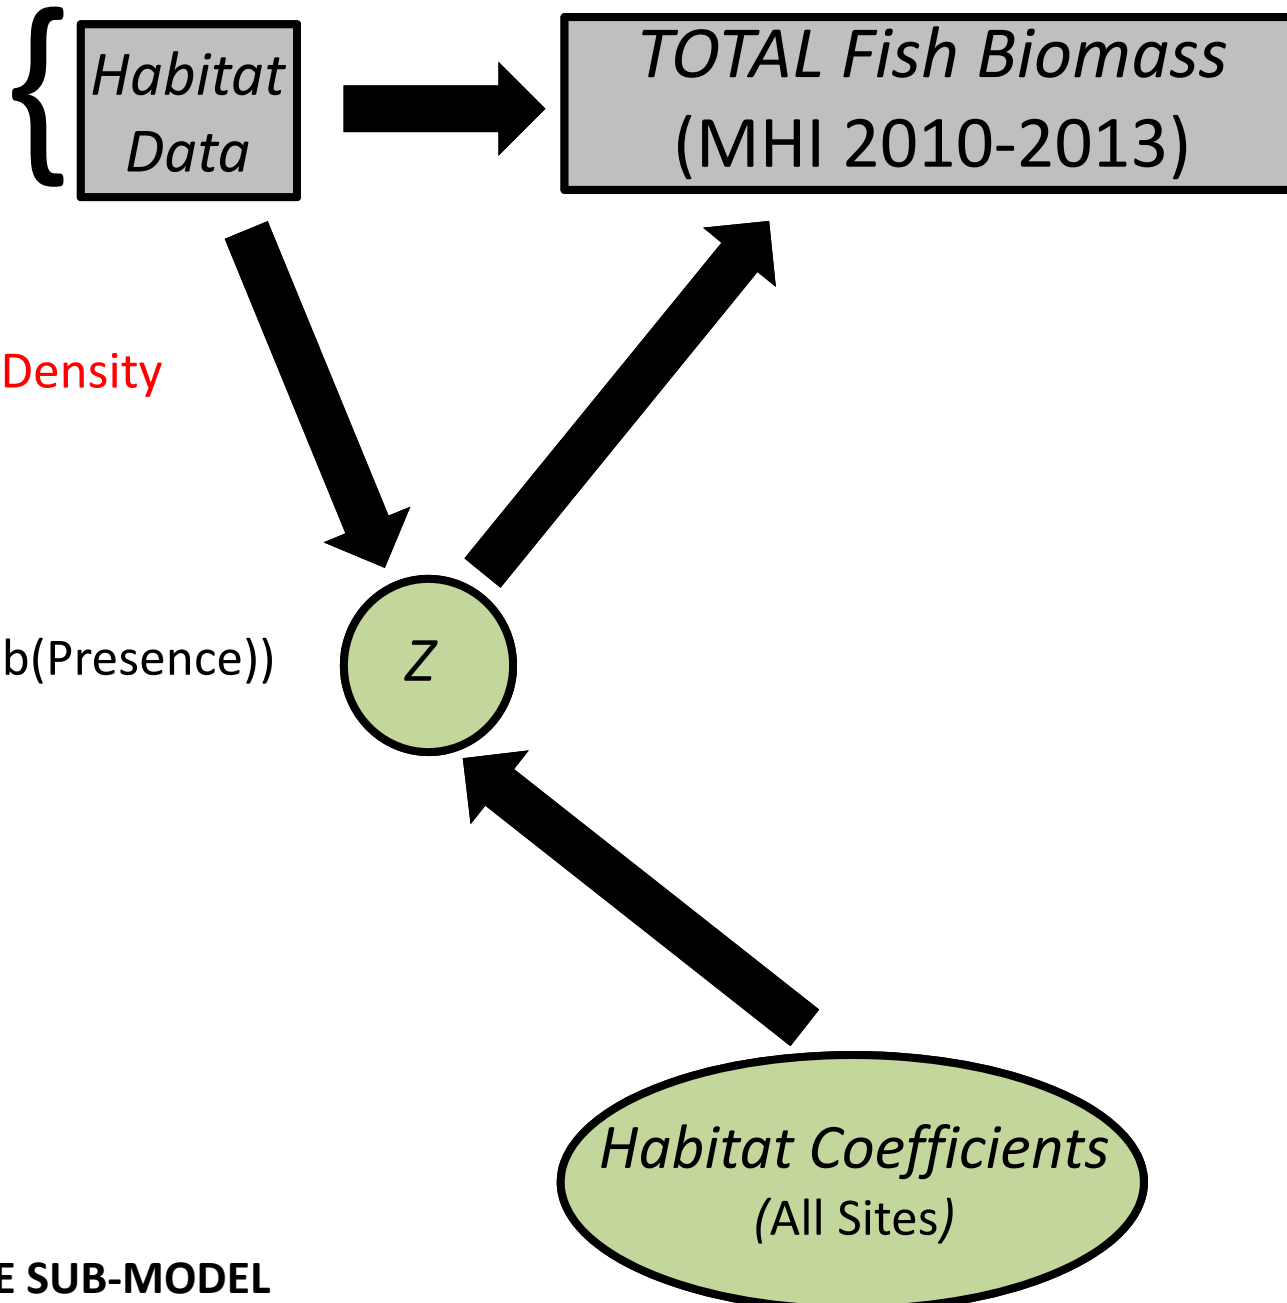 {
Habitat
Data
TOTAL Fish Biomass
(MHI 2010-2013)
Density
b(Presence))
Z
Habitat Coefficients
(All Sites)
E SUB-MODEL